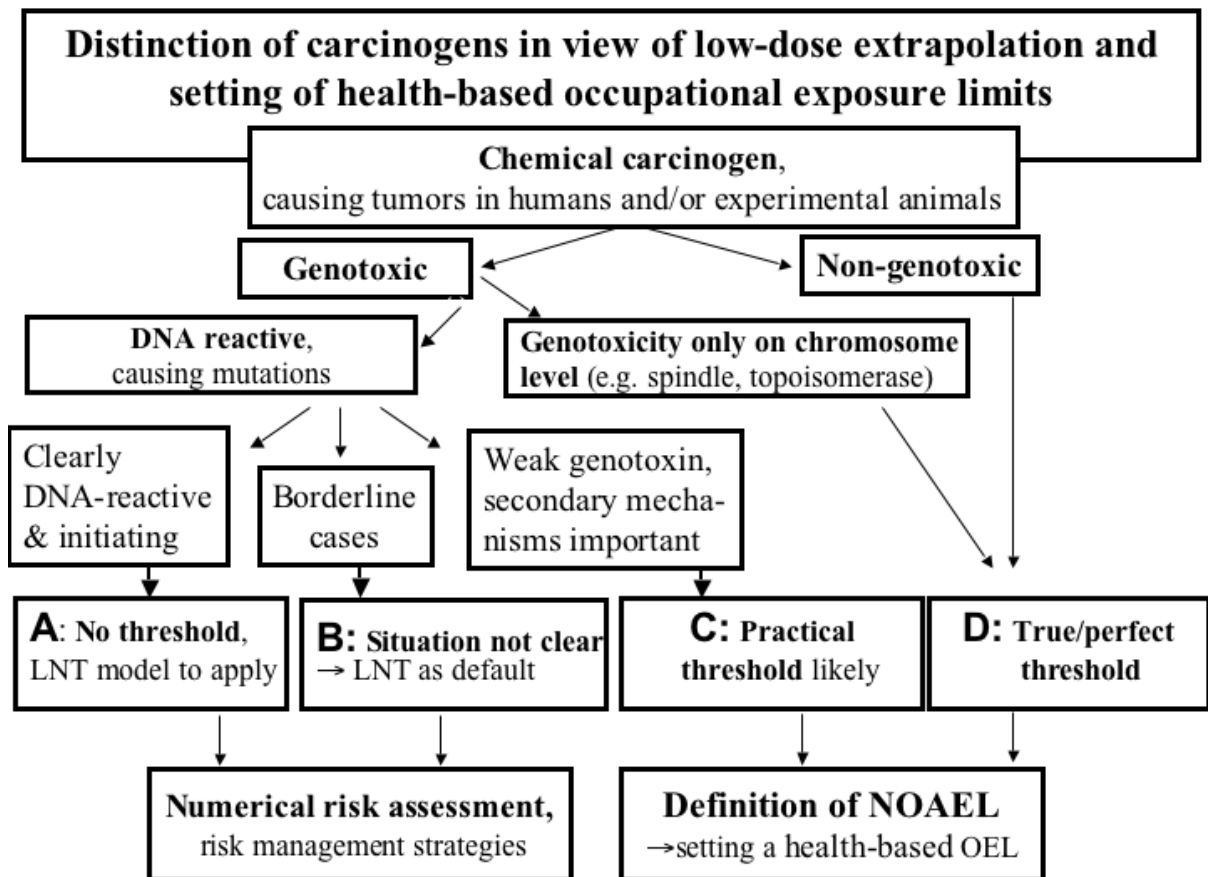 Distinction of carcinogens in view of low-dose extrapolation and
setting of health-based occupational exposure limits
Chemical carcinogen,
causing tumors in humans and/or experimental animals
Genotoxic
Non-genotoxic
DNA reactive,
causing mutations
Genotoxicity only on chromosome
level (e.g. spindle, topoisomerase)
Clearly
DNA-reactive
& initiating
Borderline
cases
Weak genotoxin,
secondary mecha-
nisms important
A: No threshold,
LNT model to apply
B: Situation not clear
→ LNT as default
C: Practical
threshold likely
D: True/perfect
threshold
Numerical risk assessment,
risk management strategies
Definition of NOAEL
→setting a health-based OEL